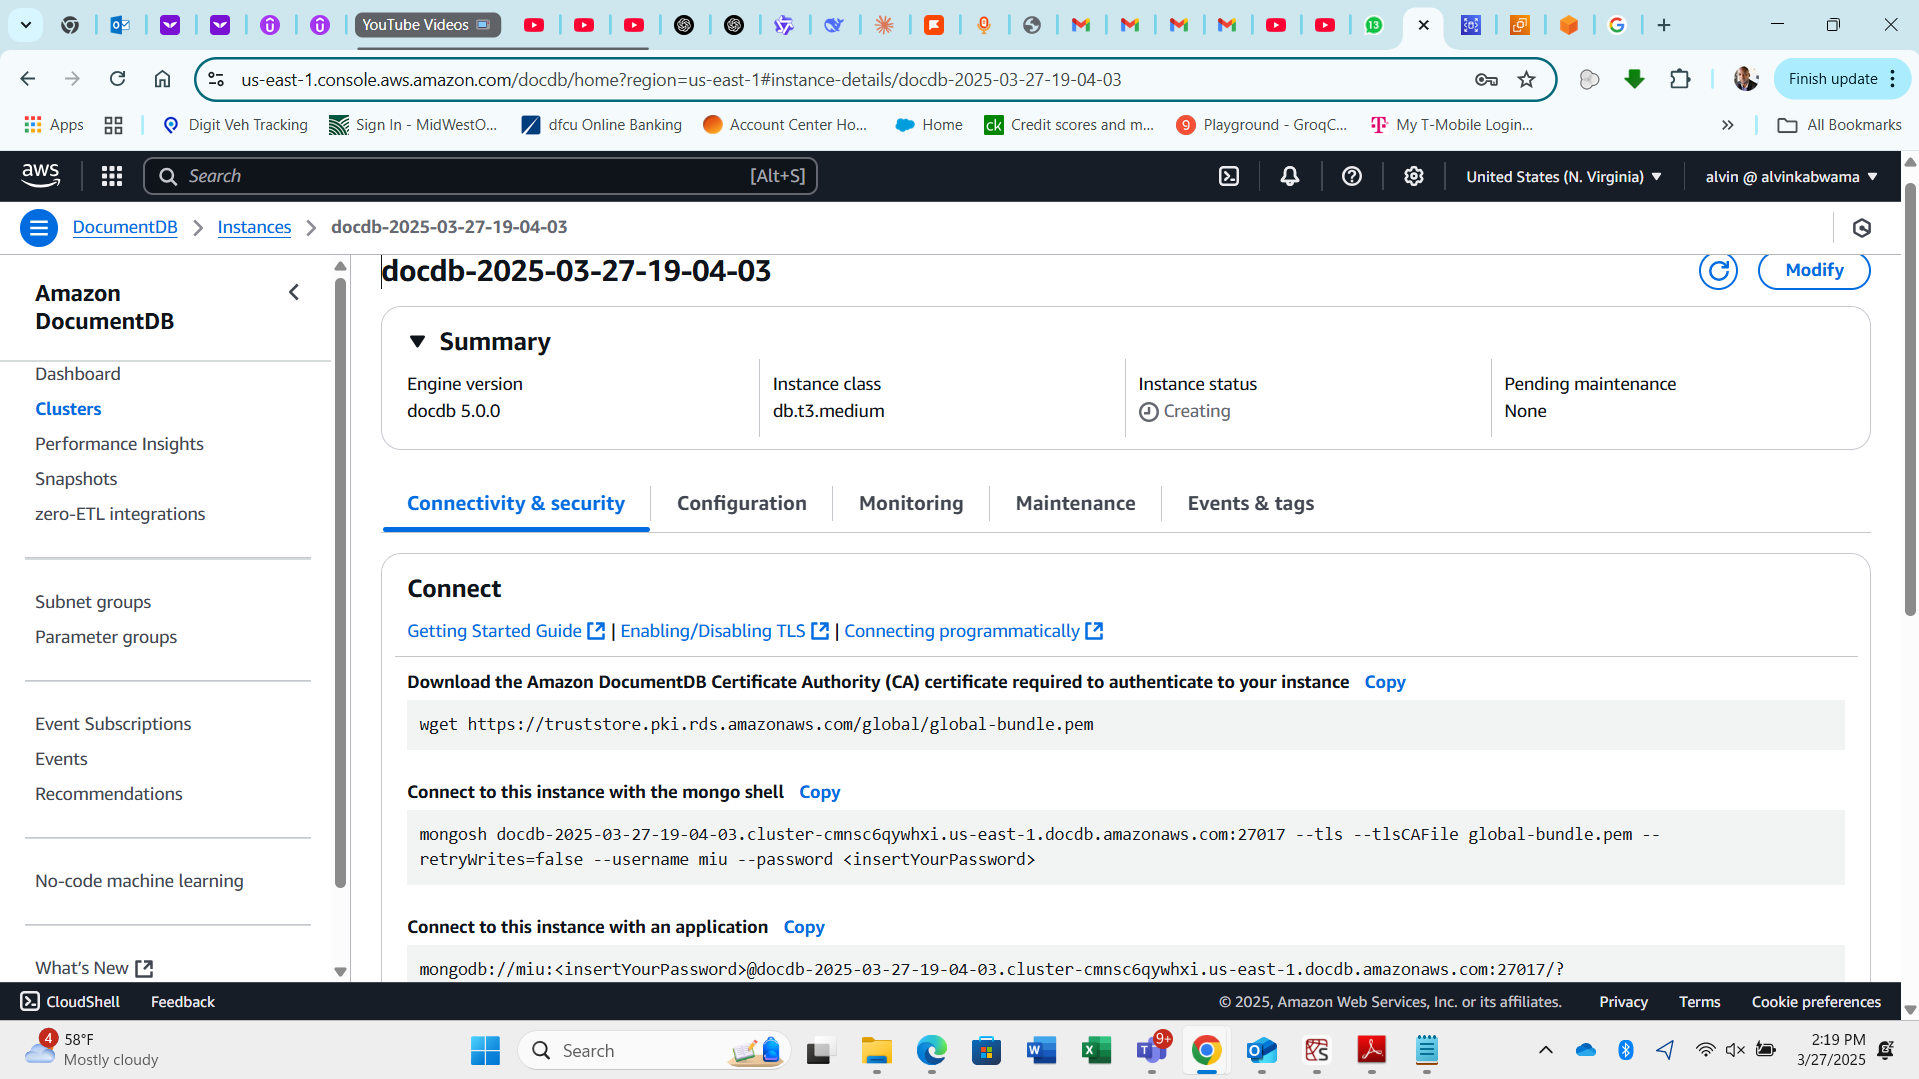 YouTube Videos
13
us-east-1.console.aws.amazon.com/docdb/home?region=us-east-1#instance-details/docdb-2025-03-27-19-04-03
Finish update
Apps
Digit Veh Tracking
Sign In - MidWestO...
dfcu Online Banking
Account Center Ho...
Home
ck
Credit scores and m...
9
Playground - GroqC...
My T-Mobile Login...
All Bookmarks
aws
Search
[Alt+S]
United States (N. Virginia)
alvin @ alvinkabwama
DocumentDB
Instances
docdb-2025-03-27-19-04-03
Amazon
DocumentDB
Dashboard
Clusters
Performance Insights
Snapshots
zero-ETL integrations
Subnet groups
Parameter groups
Event Subscriptions
Events
Recommendations
No-code machine learning
What's New
docdb-2025-03-27-19-04-03
Modify
Summary
Engine version
docdb 5.0.0
Instance class
db.t3.medium
Instance status
Creating
Pending maintenance
None
Connectivity & security
Configuration
Monitoring
Maintenance
Events & tags
Connect
Getting Started Guide | Enabling/Disabling TLS | Connecting programmatically
Download the Amazon DocumentDB Certificate Authority (CA) certificate required to authenticate to your instance Copy
wget https://truststore.pki.rds.amazonaws.com/global/global-bundle.pem
Connect to this instance with the mongo shell Copy
mongosh docdb-2025-03-27-19-04-03.cluster-cmnsc6qywhxi.us-east-1.docdb.amazonaws.com:27017 --tls --tlsCAFile global-bundle.pem --
retryWrites=false --username miu --password <insertYourPassword>
Connect to this instance with an application Copy
mongodb://miu:<insertYourPassword>@docdb-2025-03-27-19-04-03.cluster-cmnsc6qywhxi.us-east-1.docdb.amazonaws.com:27017/?
CloudShell
Feedback
© 2025, Amazon Web Services, Inc. or its affiliates.
Privacy
Terms
Cookie preferences
4
58°F
Mostly cloudy
Search
9+
2:19 PM
3/27/2025